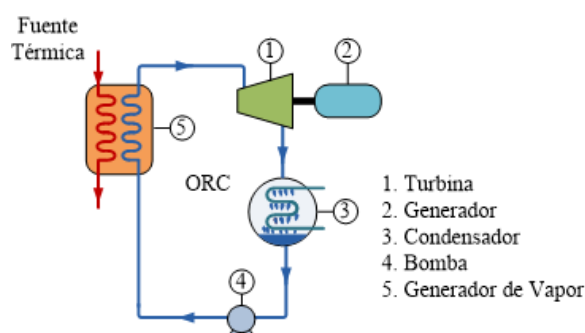 Fuente
Térmica
1
2
5
ORC
3
4
1. Turbina
2. Generador
3. Condensador
4. Bomba
5. Generador de Vapor